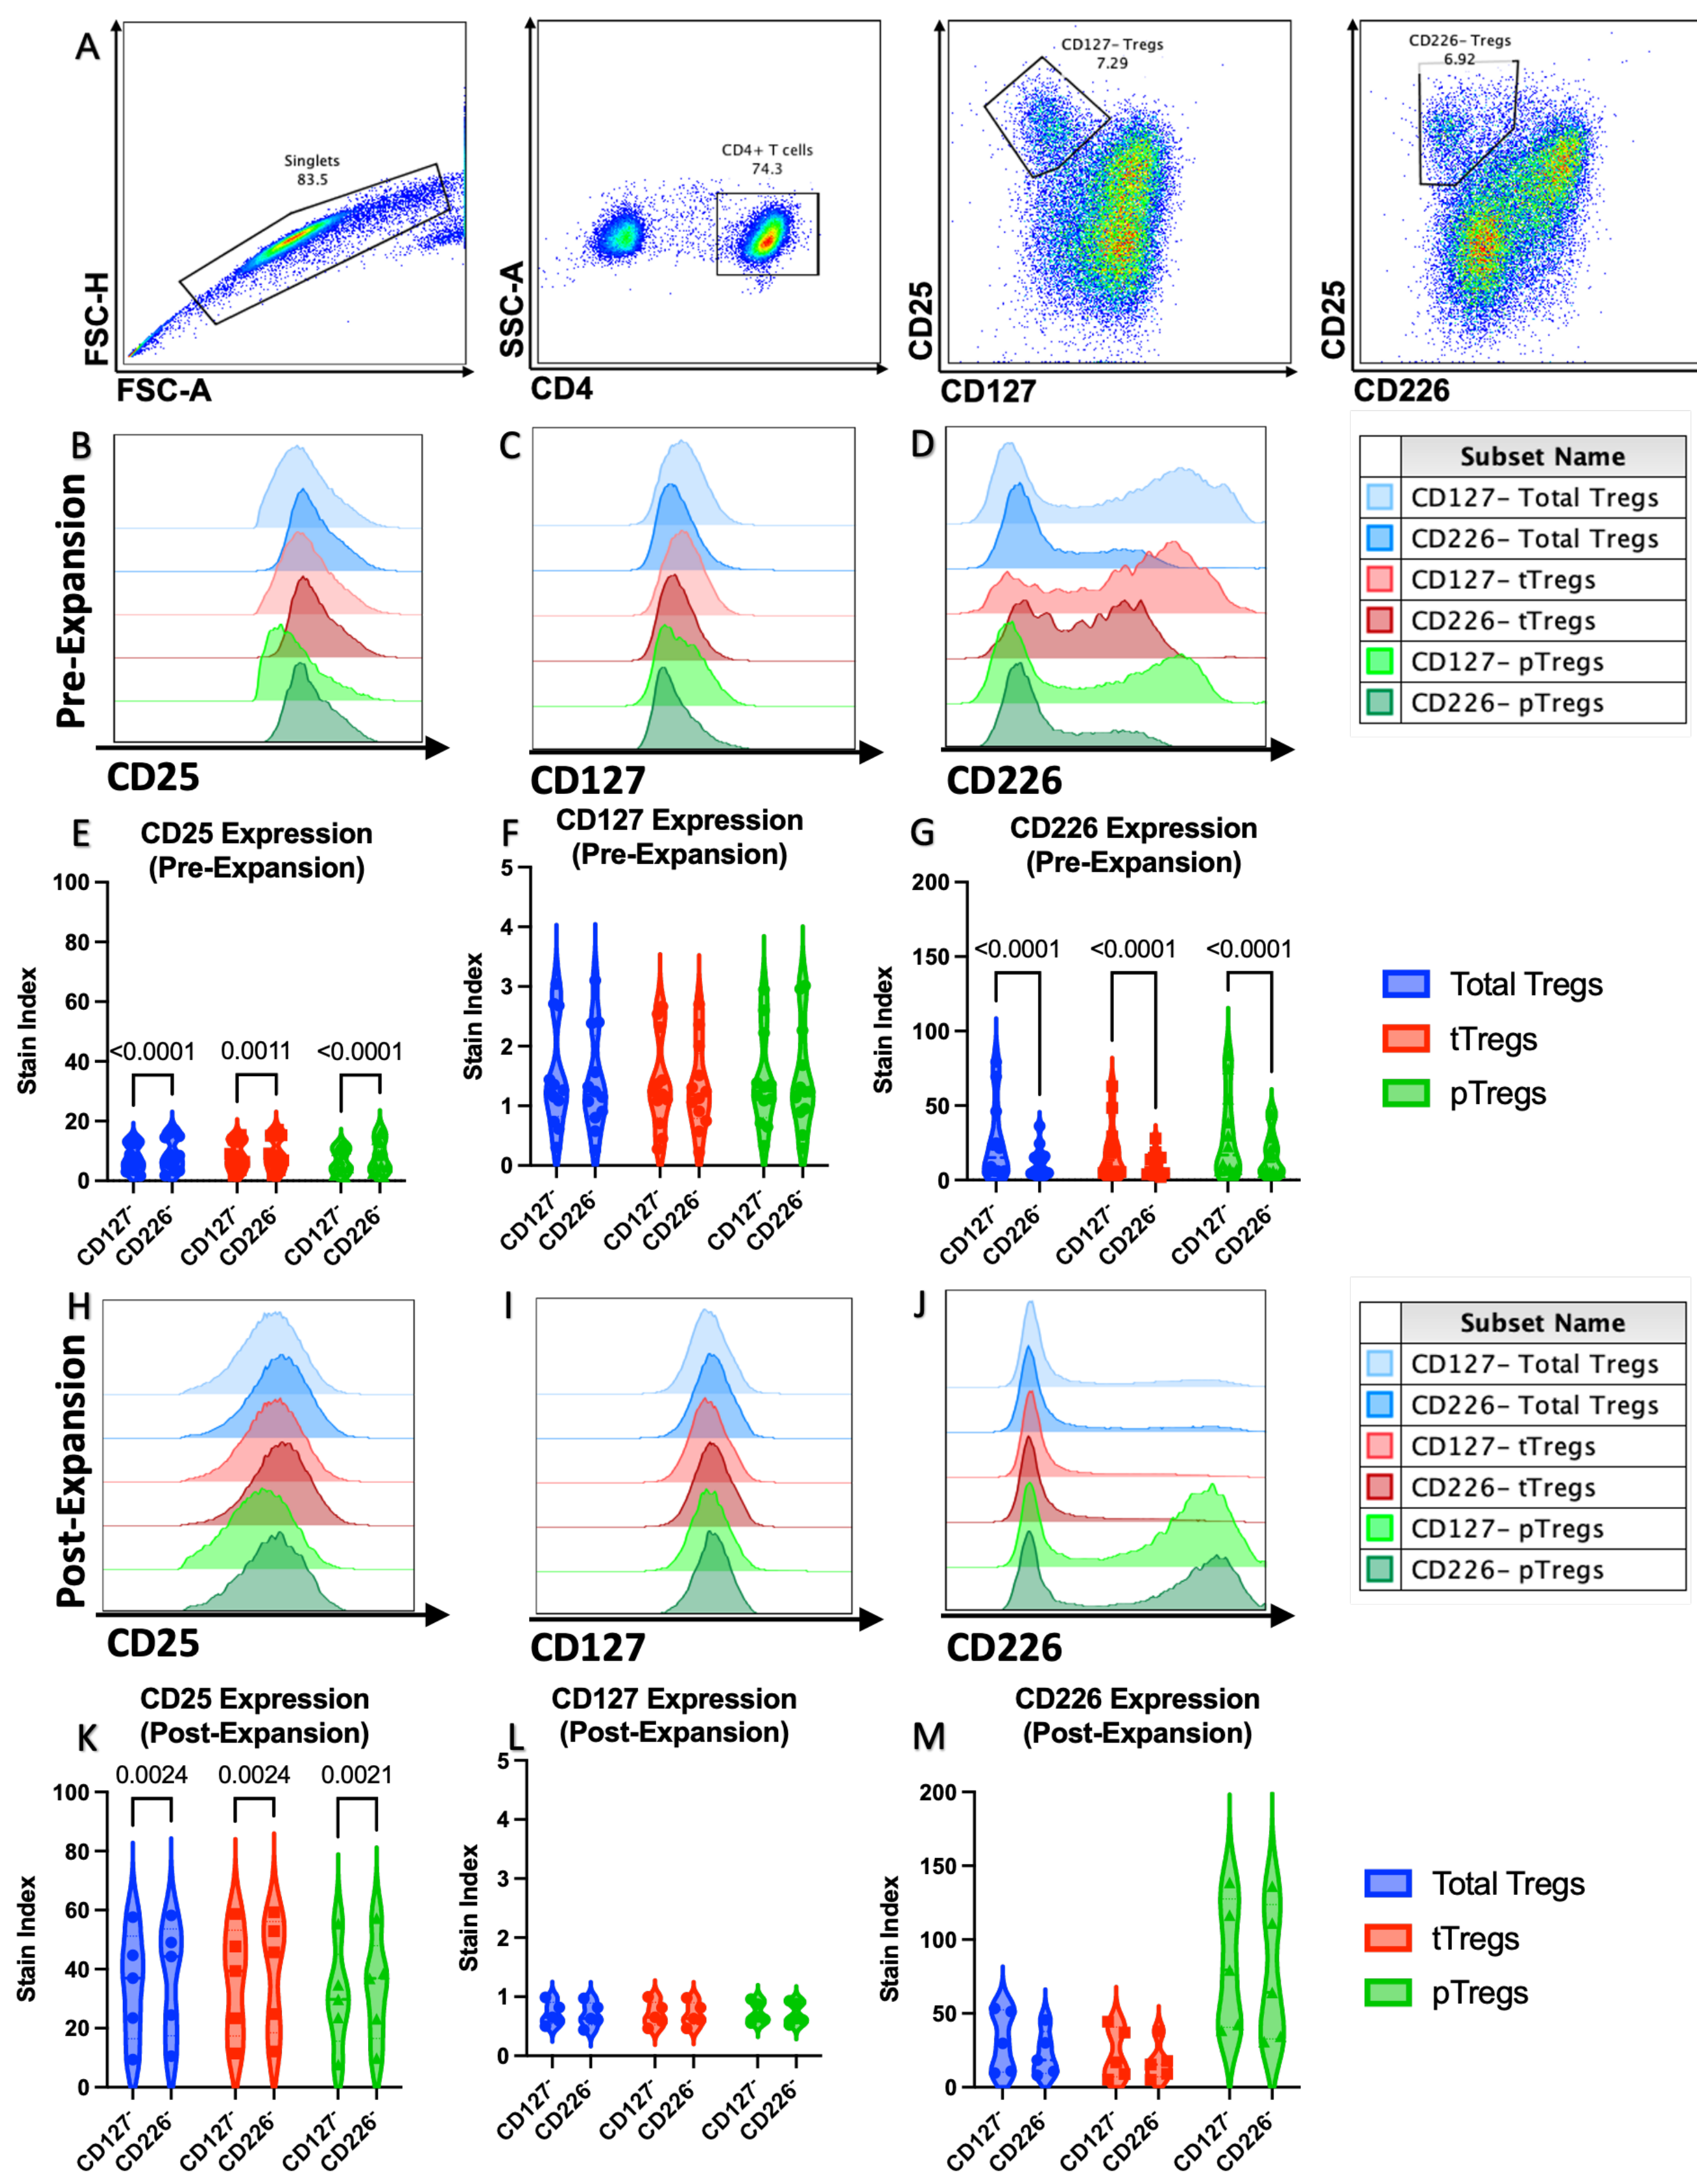 A
Singlets
83.5
FSC-H
FSC-A
CD4+ T cells
74.3
SSC-A
CD4
CD127- Tregs
7.29
CD25
CD127
CD226- Tregs
6.92
CD25
CD226
Pre-Expansion
B
CD25
C
CD127
D
CD226
Subset Name
CD127- Total Tregs
CD226- Total Tregs
CD127- tTregs
CD226- tTregs
CD127- pTregs
CD226- pTregs
E
CD25 Expression
(Pre-Expansion)
Stain Index
100
80
60
40
20
0
<0.0001 0.0011 <0.0001
CD127- CD226- CD127- CD226- CD127- CD226-
F
CD127 Expression
(Pre-Expansion)
Stain Index
5
4
3
2
1
0
CD127- CD226- CD127- CD226- CD127- CD226-
G
CD226 Expression
(Pre-Expansion)
Stain Index
200
150
100
50
0
<0.0001 <0.0001 <0.0001
CD127- CD226- CD127- CD226- CD127- CD226-
Total Tregs
tTregs
pTregs
Post-Expansion
H
CD25
I
CD127
J
CD226
Subset Name
CD127- Total Tregs
CD226- Total Tregs
CD127- tTregs
CD226- tTregs
CD127- pTregs
CD226- pTregs
K
CD25 Expression
(Post-Expansion)
Stain Index
0.0024 0.0024 0.0021
100
80
60
40
20
0
CD127- CD226- CD127- CD226- CD127- CD226-
L
CD127 Expression
(Post-Expansion)
Stain Index
5
4
3
2
1
0
CD127- CD226- CD127- CD226- CD127- CD226-
M
CD226 Expression
(Post-Expansion)
Stain Index
200
150
100
50
0
CD127- CD226- CD127- CD226- CD127- CD226-
Total Tregs
tTregs
pTregs